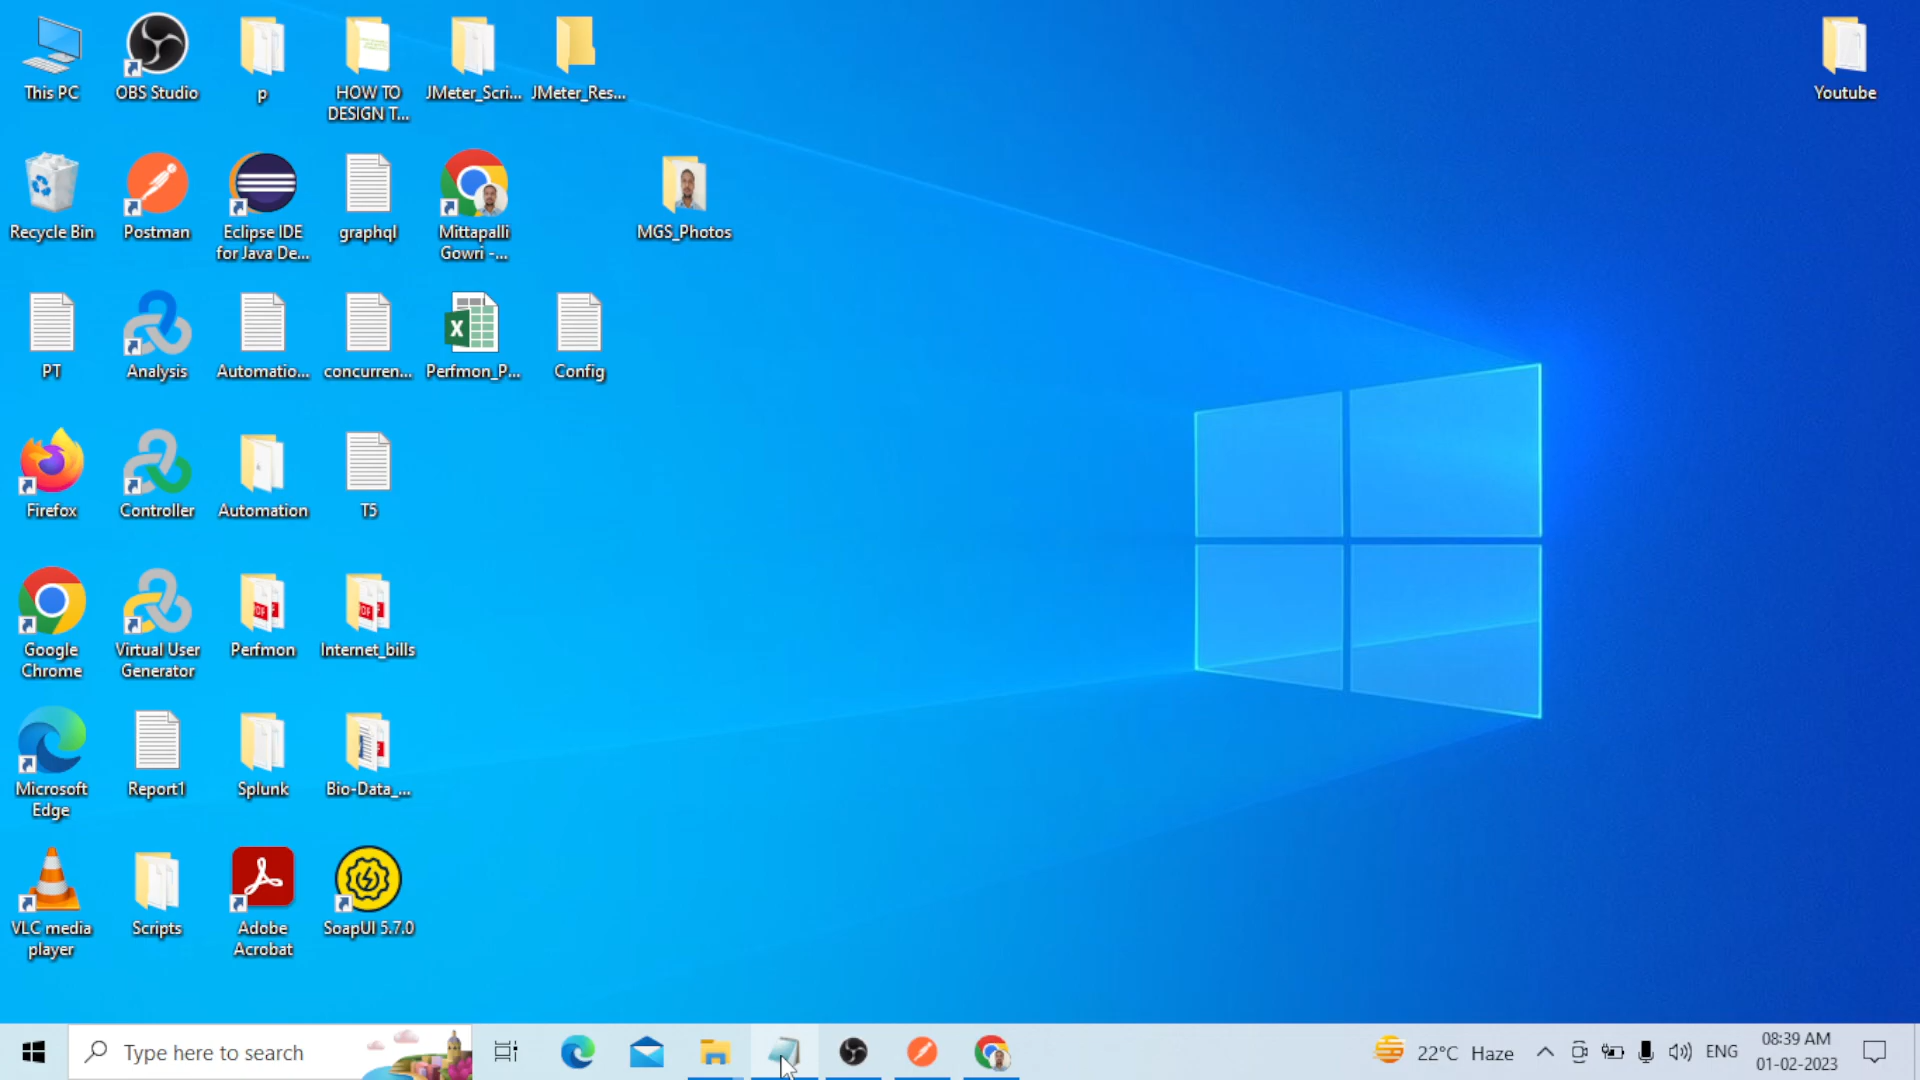 This PC
OBS Studio
p
HOW TO
DESIGN T...
JMeter_Scri...
JMeter_Res...
Youtube
Recycle Bin
Postman
Eclipse IDE
for Java De...
graphql
Mittapalli
Gowri -...
MGS_Photos
PT
Analysis
Automatio...
concurren...
Perfmon_P...
Config
Firefox
Controller
Automation
T5
Google
Chrome
Virtual User
Generator
Perfmon
Internet_bills
Microsoft
Edge
Report1
Splunk
Bio-Data_...
VLC media
player
Scripts
Adobe
Acrobat
SoapUI 5.7.0
Type here to search
22°C Haze
ENG
08:39 AM
01-02-2023